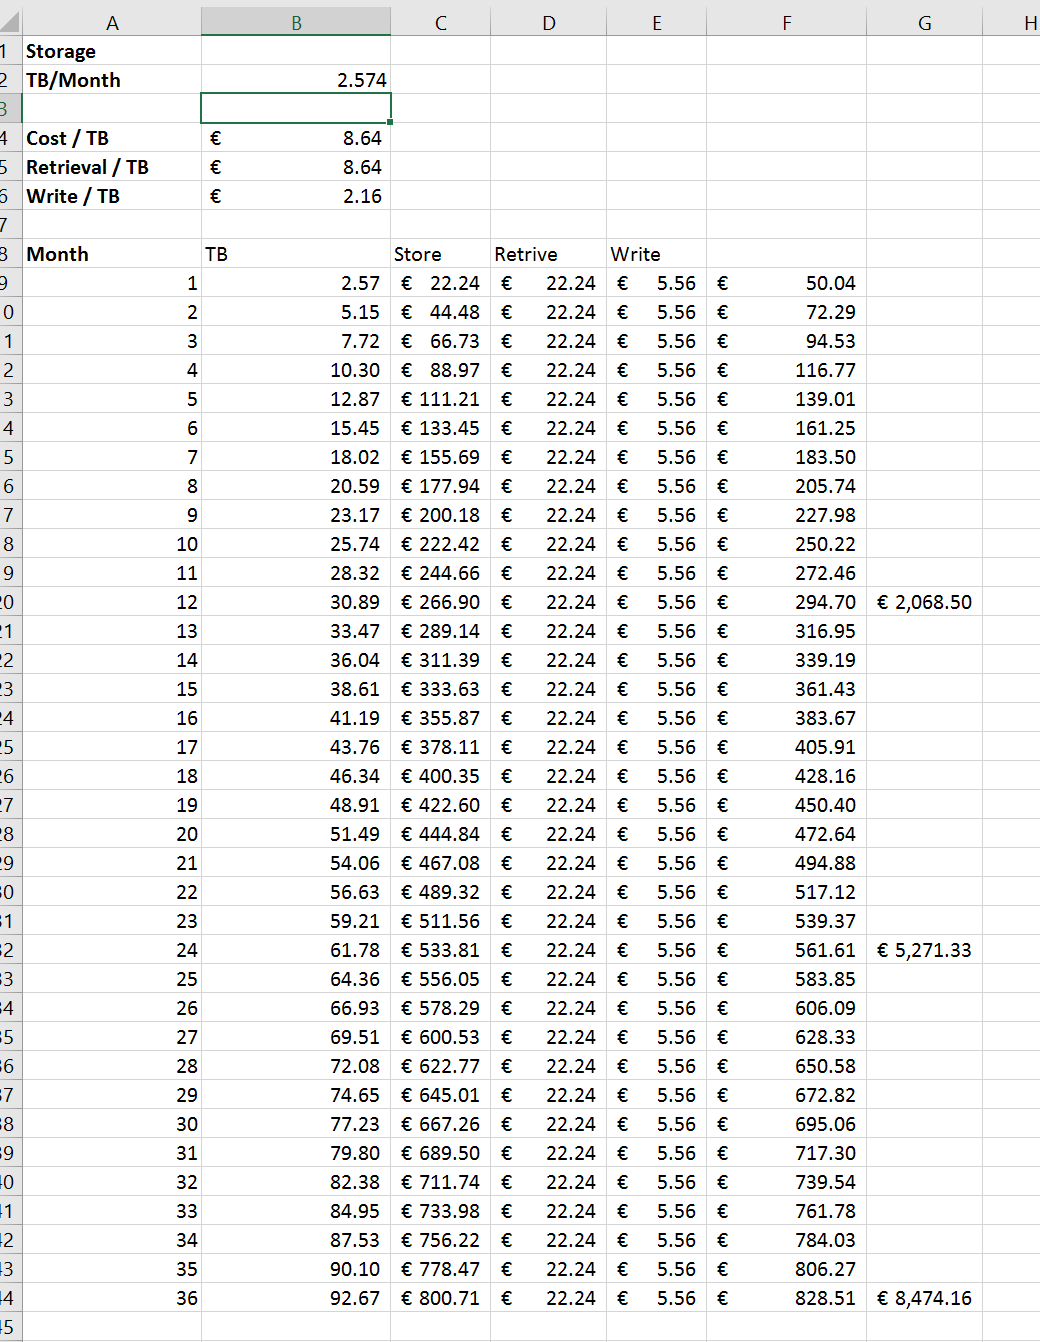 A B C D E F G H
1 Storage
2 TB/Month 2.574
3
4 Cost / TB € 8.64
5 Retrieval / TB € 8.64
6 Write / TB € 2.16
7
8 Month TB Store Retrive Write
9 1 2.57 € 22.24 € 22.24 € 5.56 € 50.04
0 2 5.15 € 44.48 € 22.24 € 5.56 € 72.29
1 3 7.72 € 66.73 € 22.24 € 5.56 € 94.53
2 4 10.30 € 88.97 € 22.24 € 5.56 € 116.77
3 5 12.87 € 111.21 € 22.24 € 5.56 € 139.01
4 6 15.45 € 133.45 € 22.24 € 5.56 € 161.25
5 7 18.02 € 155.69 € 22.24 € 5.56 € 183.50
6 8 20.59 € 177.94 € 22.24 € 5.56 € 205.74
7 9 23.17 € 200.18 € 22.24 € 5.56 € 227.98
8 10 25.74 € 222.42 € 22.24 € 5.56 € 250.22
9 11 28.32 € 244.66 € 22.24 € 5.56 € 272.46
20 12 30.89 € 266.90 € 22.24 € 5.56 € 294.70 € 2,068.50
21 13 33.47 € 289.14 € 22.24 € 5.56 € 316.95
22 14 36.04 € 311.39 € 22.24 € 5.56 € 339.19
23 15 38.61 € 333.63 € 22.24 € 5.56 € 361.43
24 16 41.19 € 355.87 € 22.24 € 5.56 € 383.67
25 17 43.76 € 378.11 € 22.24 € 5.56 € 405.91
26 18 46.34 € 400.35 € 22.24 € 5.56 € 428.16
27 19 48.91 € 422.60 € 22.24 € 5.56 € 450.40
28 20 51.49 € 444.84 € 22.24 € 5.56 € 472.64
29 21 54.06 € 467.08 € 22.24 € 5.56 € 494.88
30 22 56.63 € 489.32 € 22.24 € 5.56 € 517.12
31 23 59.21 € 511.56 € 22.24 € 5.56 € 539.37
32 24 61.78 € 533.81 € 22.24 € 5.56 € 561.61 € 5,271.33
33 25 64.36 € 556.05 € 22.24 € 5.56 € 583.85
34 26 66.93 € 578.29 € 22.24 € 5.56 € 606.09
35 27 69.51 € 600.53 € 22.24 € 5.56 € 628.33
36 28 72.08 € 622.77 € 22.24 € 5.56 € 650.58
37 29 74.65 € 645.01 € 22.24 € 5.56 € 672.82
38 30 77.23 € 667.26 € 22.24 € 5.56 € 695.06
39 31 79.80 € 689.50 € 22.24 € 5.56 € 717.30
40 32 82.38 € 711.74 € 22.24 € 5.56 € 739.54
41 33 84.95 € 733.98 € 22.24 € 5.56 € 761.78
42 34 87.53 € 756.22 € 22.24 € 5.56 € 784.03
43 35 90.10 € 778.47 € 22.24 € 5.56 € 806.27
44 36 92.67 € 800.71 € 22.24 € 5.56 € 828.51 € 8,474.16
45